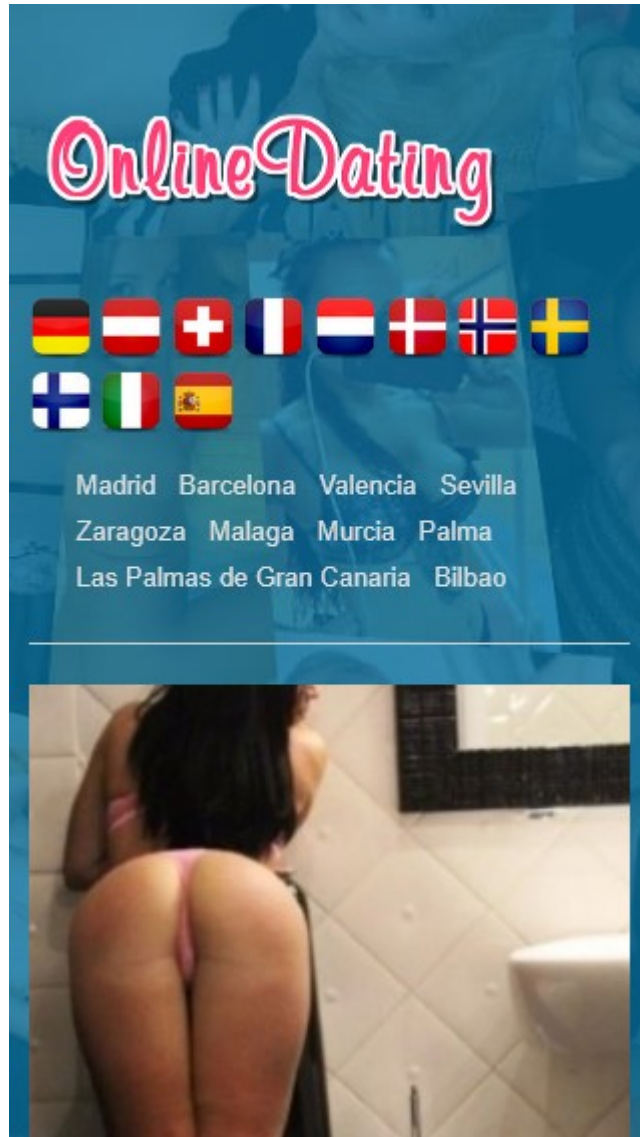 OnlineDating
Madrid Barcelona Valencia Sevilla
Zaragoza Malaga Murcia Palma
Las Palmas de Gran Canaria Bilbao